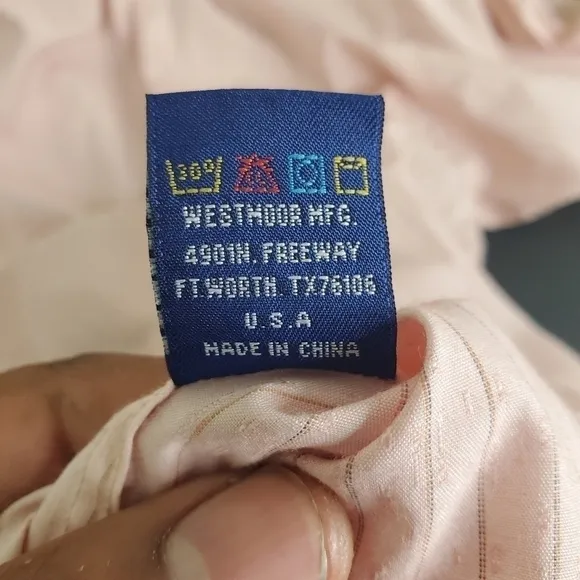 30°
WESTMOOR MFG.
4901N. FREEWAY
FT.WORTH. TX76106
U.S.A
MADE IN CHINA